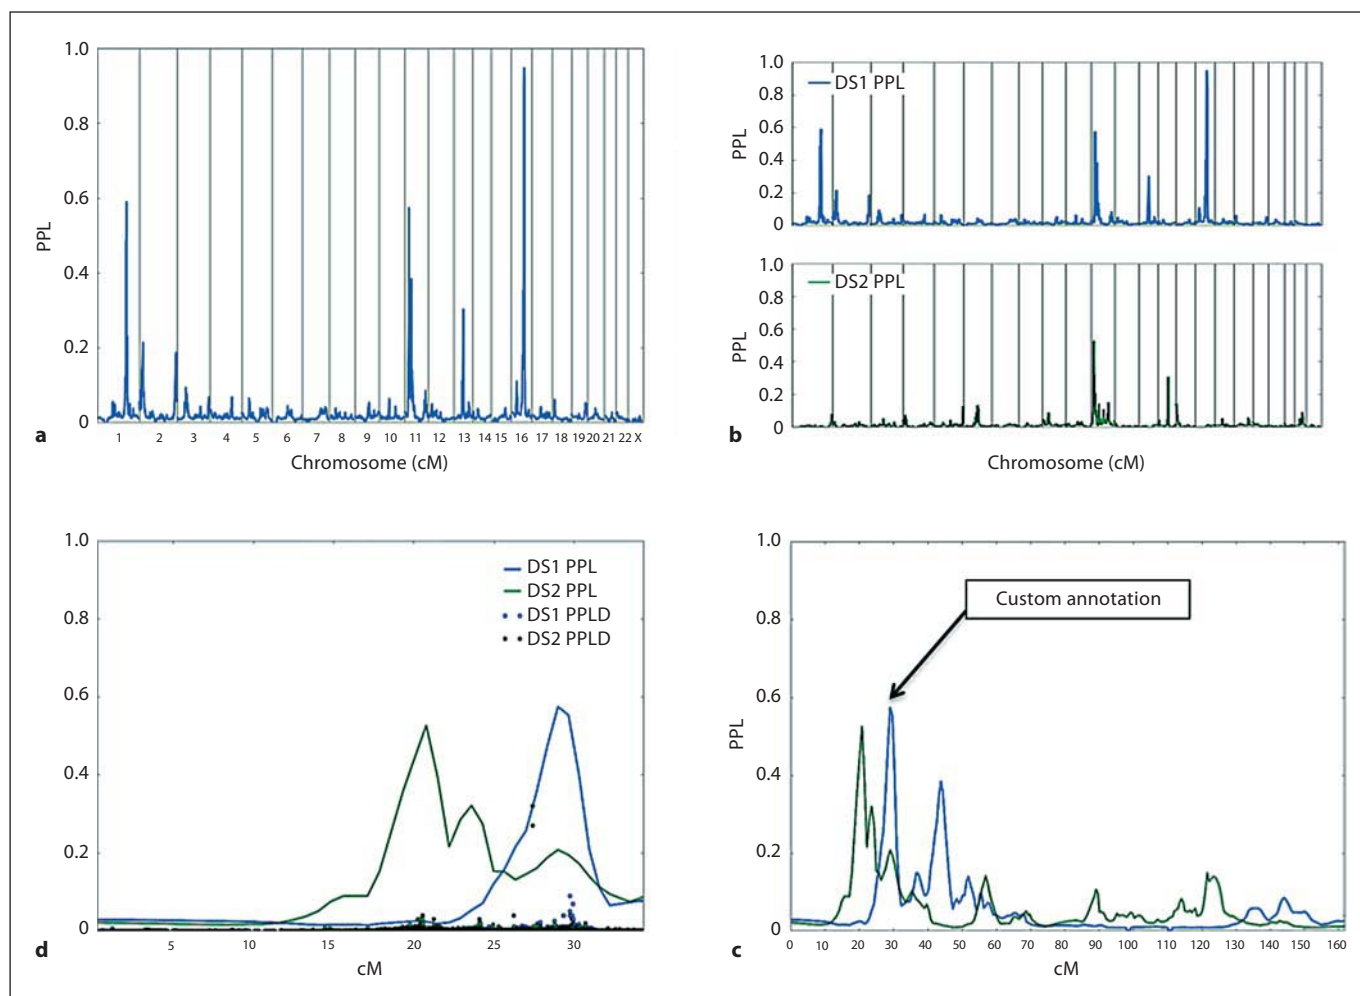 1.0
0.8
0.6
0.4
0.2
0
PPL
1 2 3 4 5 6 7 8 9 10 11 12 13 14 15 16 17 18 19 20 21 22 X
a
Chromosome (cM)
1.0
0.8
0.6
0.4
0.2
0
PPL
DS1 PPL
1.0
0.8
0.6
0.4
0.2
0
PPL
DS2 PPL
b
Chromosome (cM)
1.0
0.8
0.6
0.4
0.2
0
DS1 PPL
DS2 PPL
DS1 PPLD
DS2 PPLD
5 10 15 20 25 30
d
cM
1.0
0.8
0.6
0.4
0.2
0
PPL
Custom annotation
0 10 20 30 40 50 60 70 80 90 100 110 120 130 140 150 160
c
cM